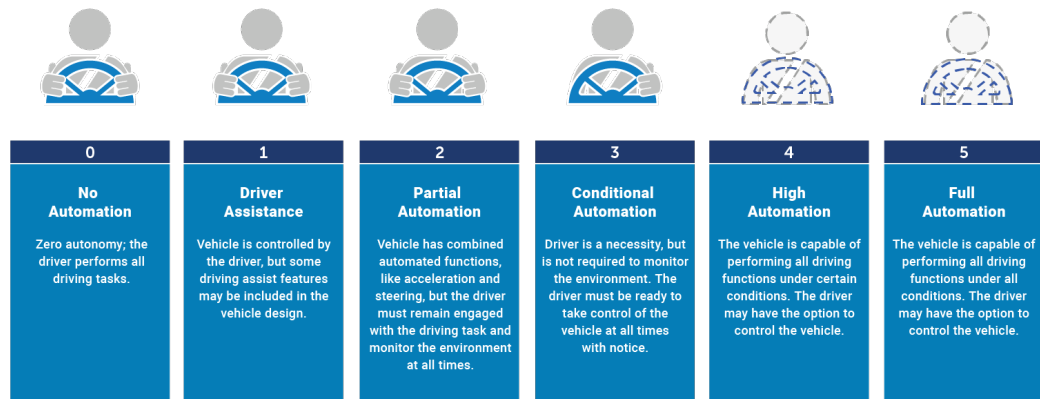 0
No
Automation
Zero autonomy; the
driver performs all
driving tasks.
1
Driver
Assistance
Vehicle is controlled by
the driver, but some
driving assist features
may be included in the
vehicle design.
2
Partial
Automation
Vehicle has combined
automated functions,
like acceleration and
steering, but the driver
must remain engaged
with the driving task and
monitor the environment
at all times.
3
Conditional
Automation
Driver is a necessity, but
is not required to monitor
the environment. The
driver must be ready to
take control of the
vehicle at all times
with notice.
4
High
Automation
The vehicle is capable of
performing all driving
functions under certain
conditions. The driver
may have the option to
control the vehicle.
5
Full
Automation
The vehicle is capable of
performing all driving
functions under all
conditions. The driver
may have the option to
control the vehicle.